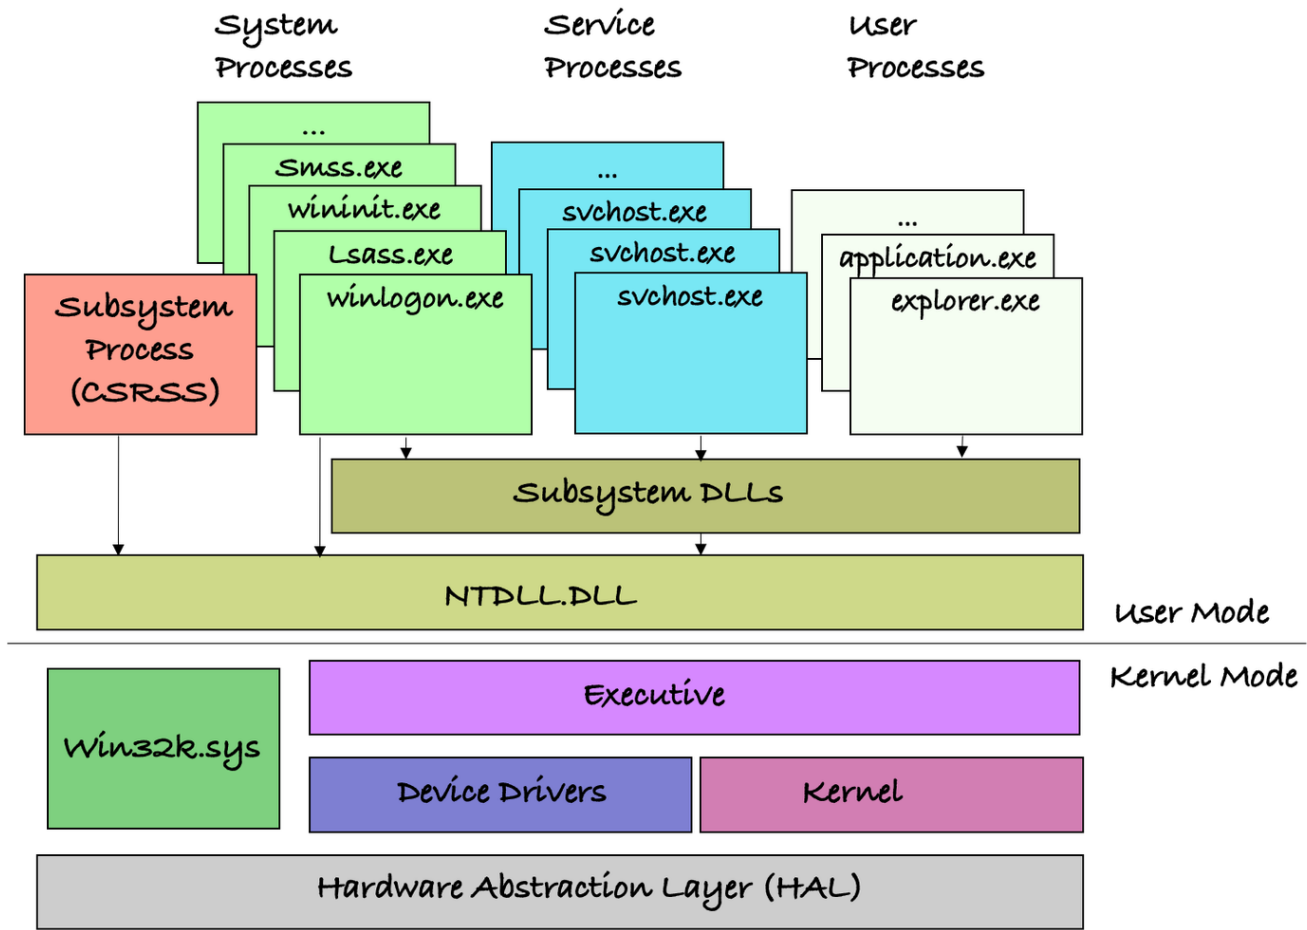 System
Processes
Service
Processes
User
Processes
...
Smss.exe
wininit.exe
Lsass.exe
winlogon.exe
...
svchost.exe
svchost.exe
svchost.exe
...
application.exe
explorer.exe
Subsystem
Process
(CSRSS)
Subsystem DLLs
NTDLL.DLL
User Mode
Kernel Mode
Win32k.sys
Executive
Device Drivers
Kernel
Hardware Abstraction Layer (HAL)